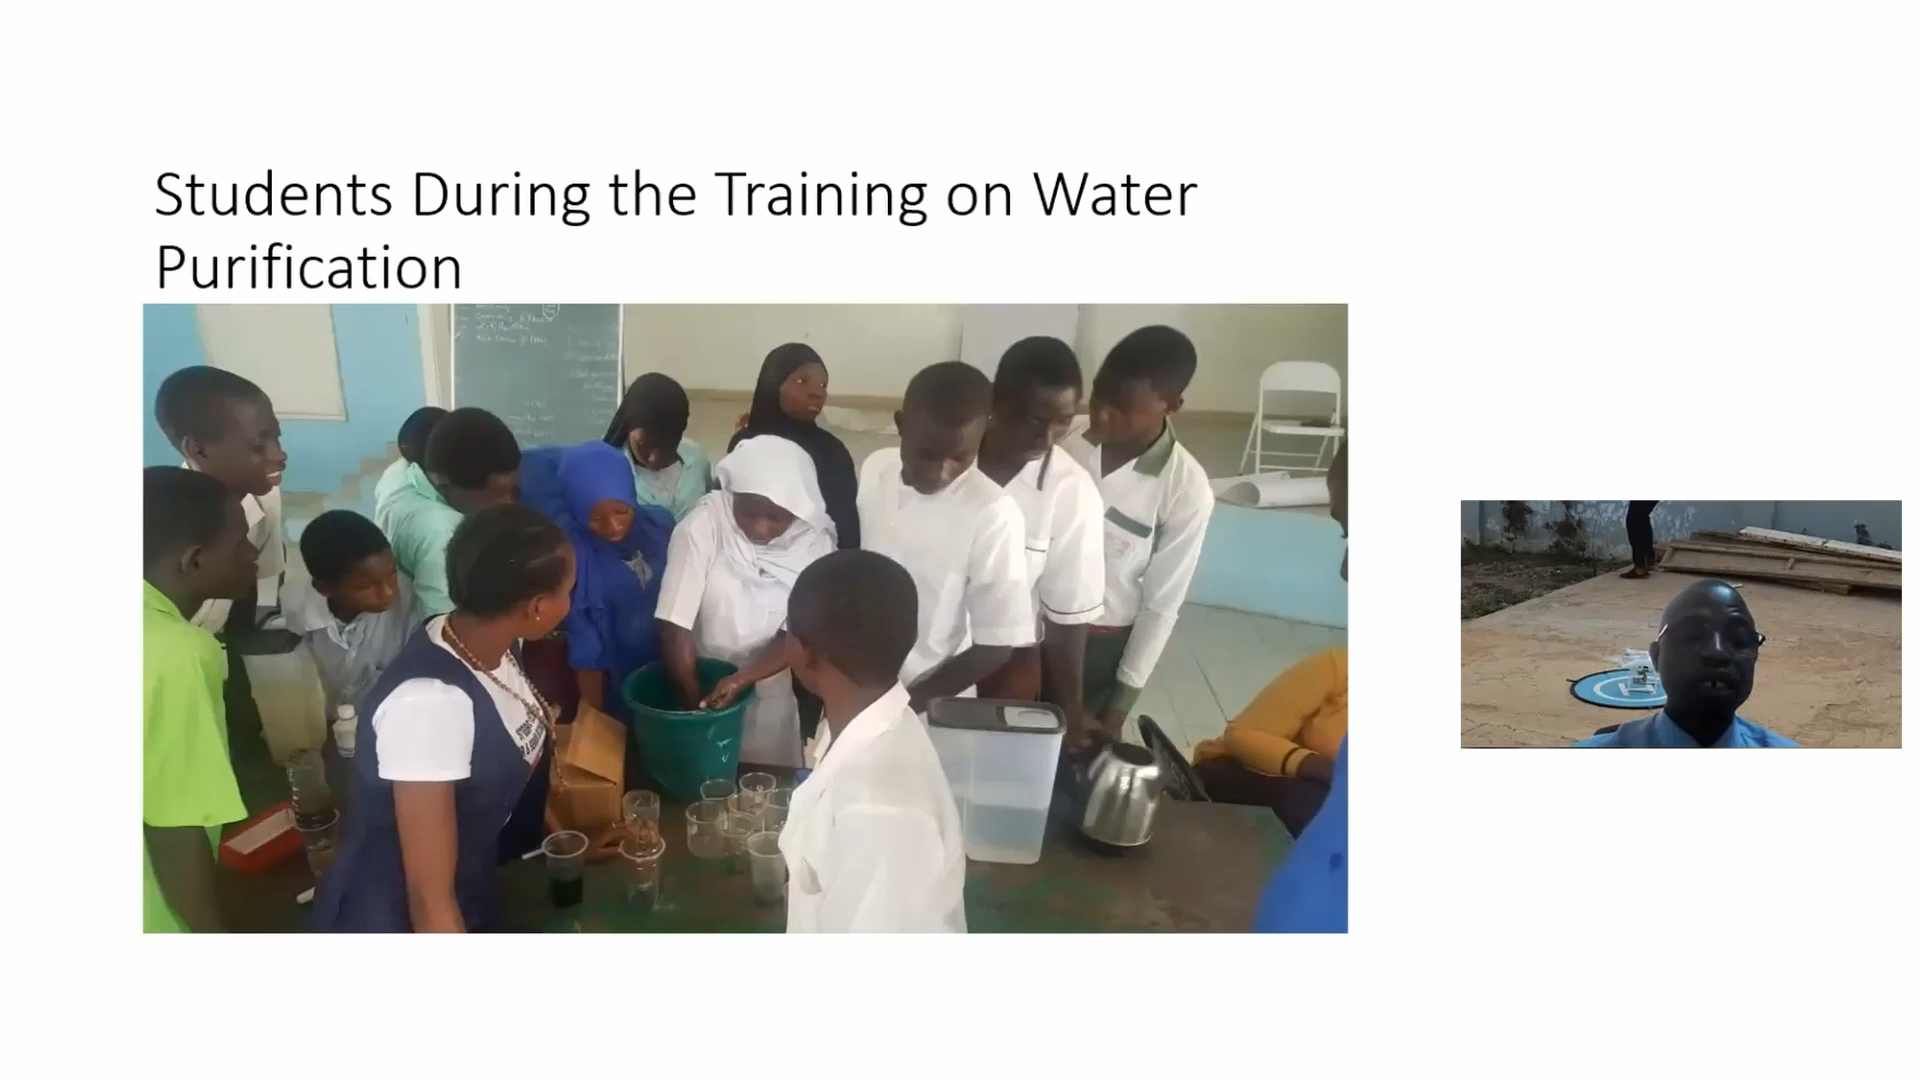 Students During the Training on Water
Purification